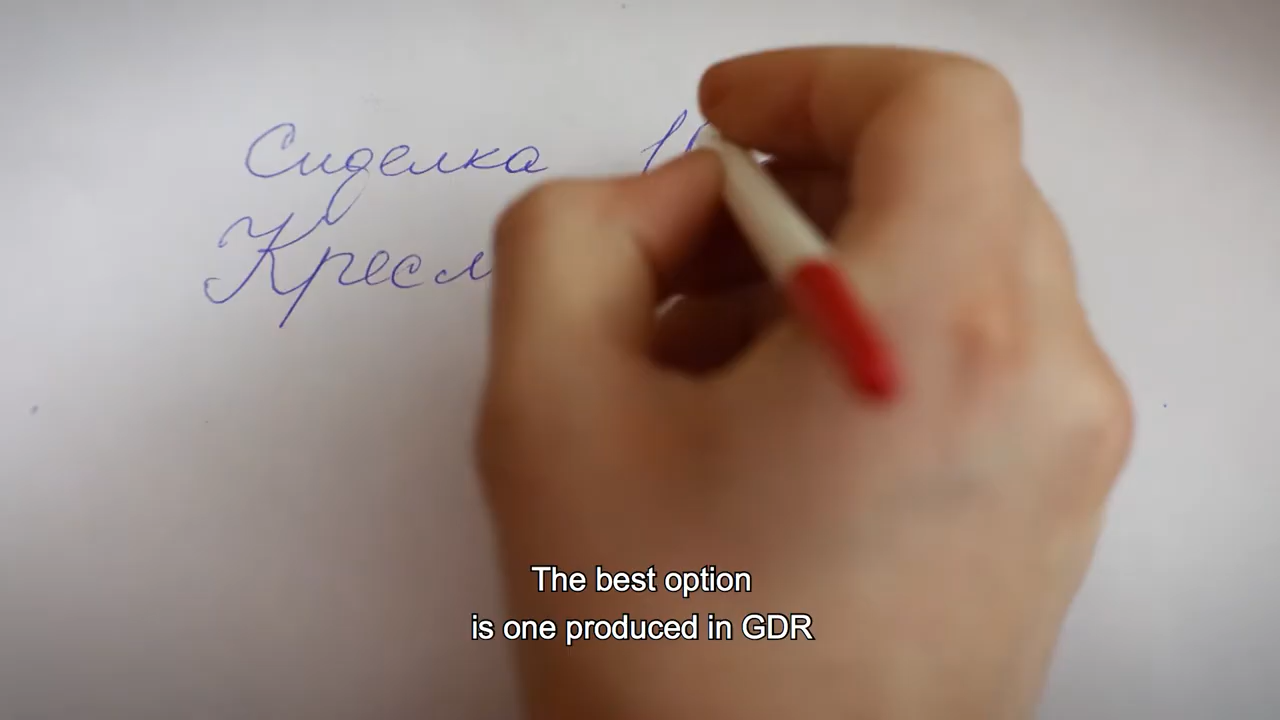 Сиделка
Кресл
The best option
is one produced in GDR